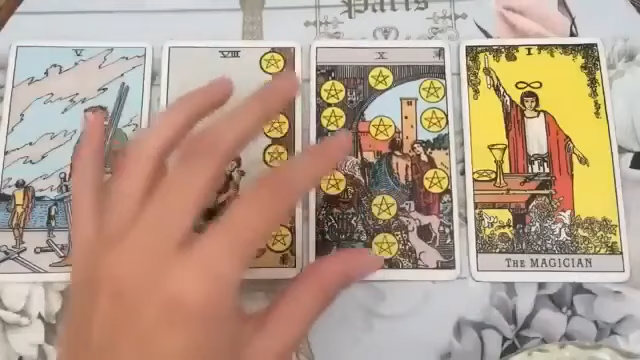 Paris
V
VIII
X
I
THE MAGICIAN